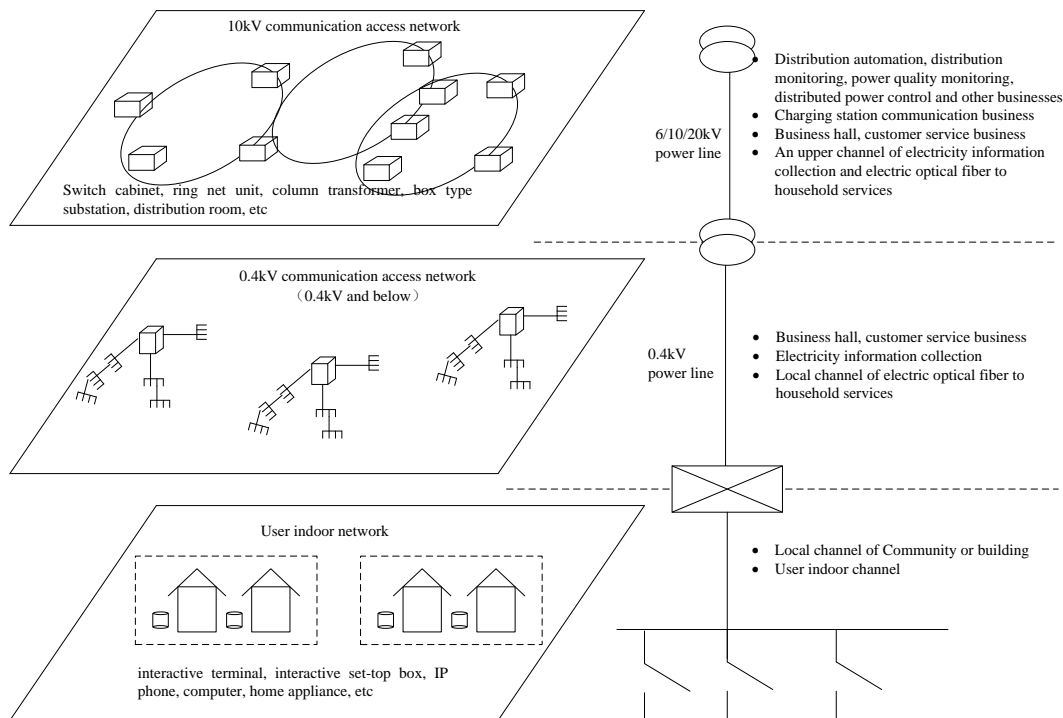 10kV communication access network
Switch cabinet, ring net unit, column transformer, box type
substation, distribution room, etc
6/10/20kV
power line
• Distribution automation, distribution
monitoring, power quality monitoring,
distributed power control and other businesses
• Charging station communication business
• Business hall, customer service business
• An upper channel of electricity information
collection and electric optical fiber to
household services
0.4kV communication access network
（0.4kV and below）
0.4kV
power line
• Business hall, customer service business
• Electricity information collection
• Local channel of electric optical fiber to
household services
User indoor network
interactive terminal, interactive set-top box, IP
phone, computer, home appliance, etc
• Local channel of Community or building
• User indoor channel